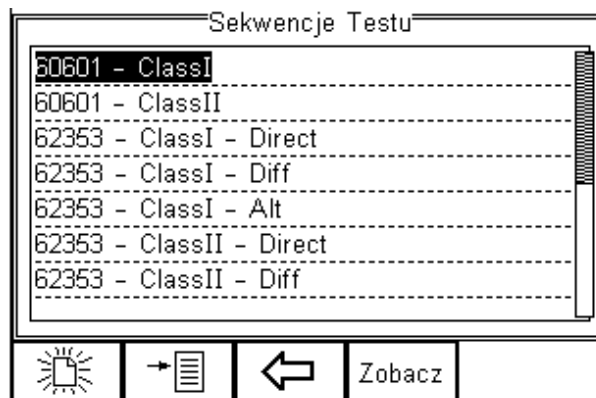 Sekwencje Testu
60601 - ClassI
60601 - ClassII
62353 - ClassI - Direct
62353 - ClassI - Diff
62353 - ClassI - Alt
62353 - ClassII - Direct
62353 - ClassII - Diff
Zobacz